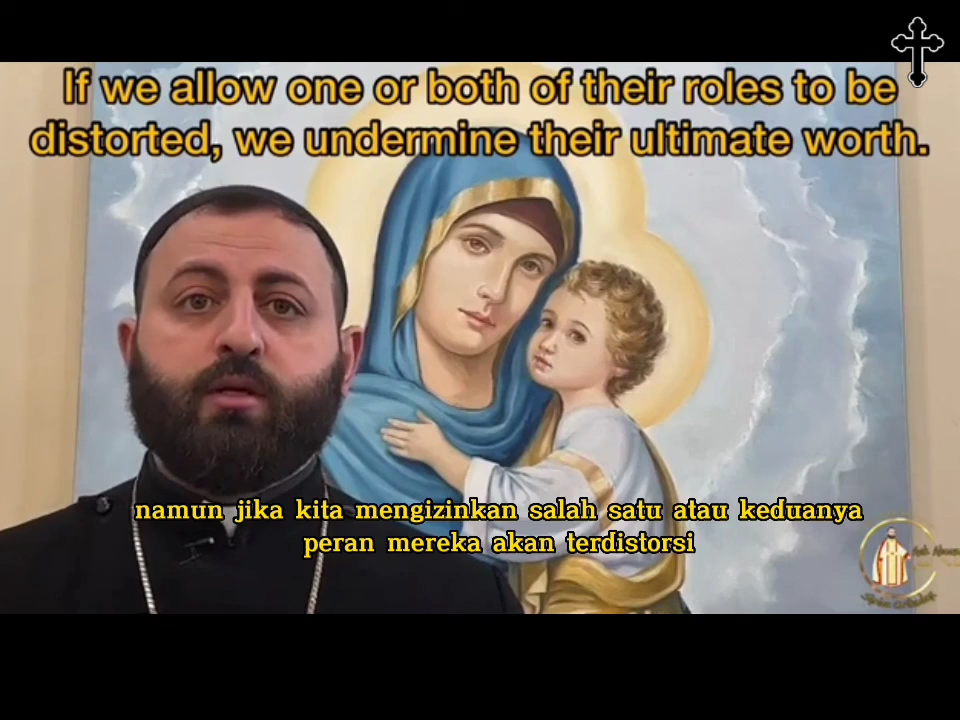 If we allow one or both of their roles to be
distorted, we undermine their ultimate worth.
namun jika kita mengizinkan salah satu atau keduanya
peran mereka akan terdistorsi